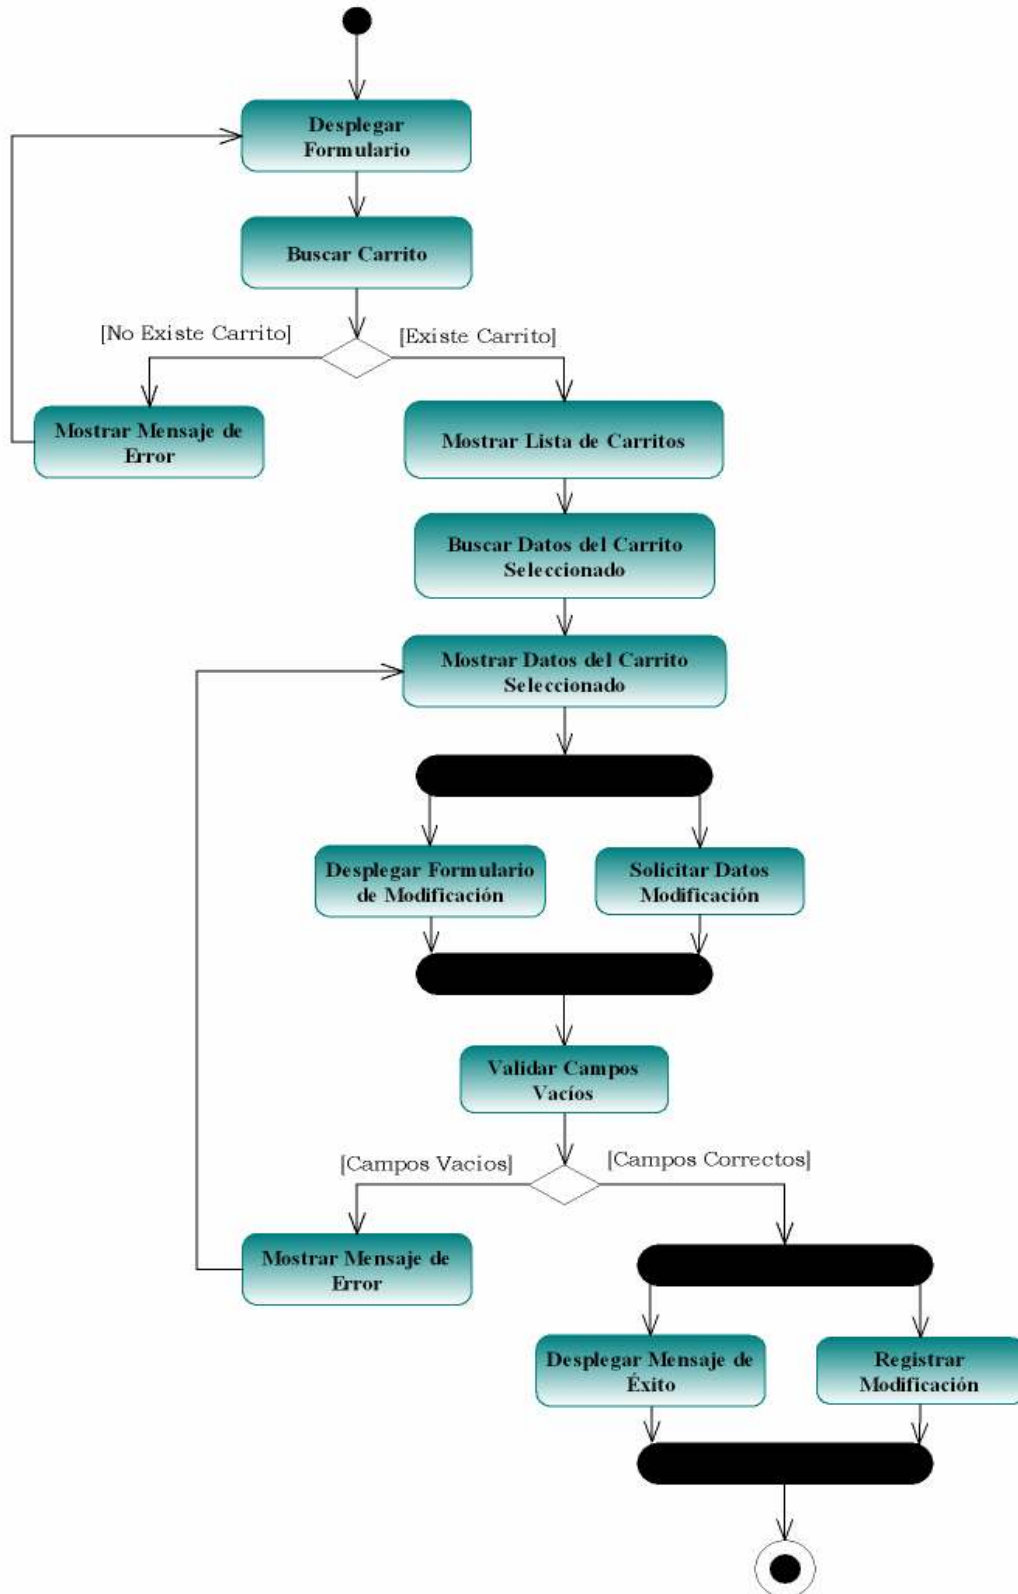 Desplegar
Formulario
Buscar Carrito
[No Existe Carrito]
[Existe Carrito]
Mostrar Mensaje de
Error
Mostrar Lista de Carritos
Buscar Datos del Carrito
Seleccionado
Mostrar Datos del Carrito
Seleccionado
Desplegar Formulario
de Modificación
Solicitar Datos
Modificación
Validar Campos
Vacíos
[Campos Vacios]
[Campos Correctos]
Mostrar Mensaje de
Error
Desplegar Mensaje de
Éxito
Registrar
Modificación